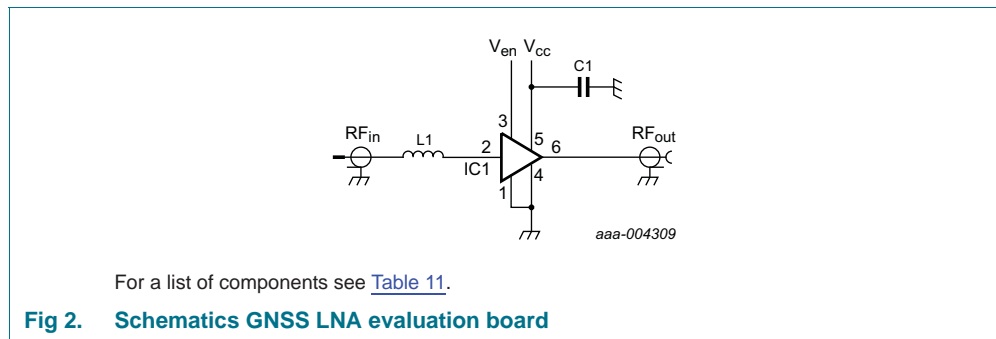 Ven Vcc
C1
3
RFin
L1
2
5
6
RFout
IC1
4
1
aaa-004309
For a list of components see Table 11.
Fig 2. Schematics GNSS LNA evaluation board